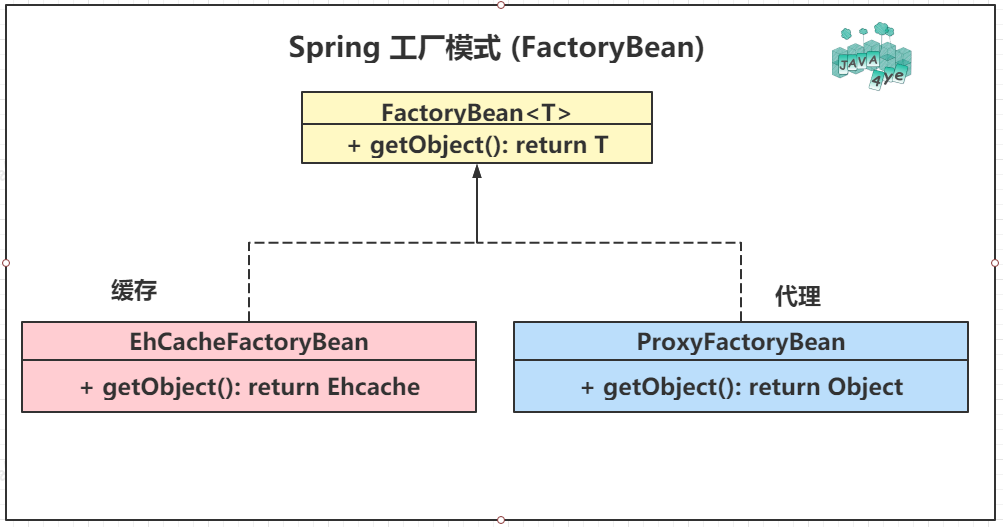 Spring 工厂模式 (FactoryBean)
JAVA
4ye
FactoryBean<T>
+ getObject(): return T
缓存
代理
EhCacheFactoryBean
+ getObject(): return Ehcache
ProxyFactoryBean
+ getObject(): return Object